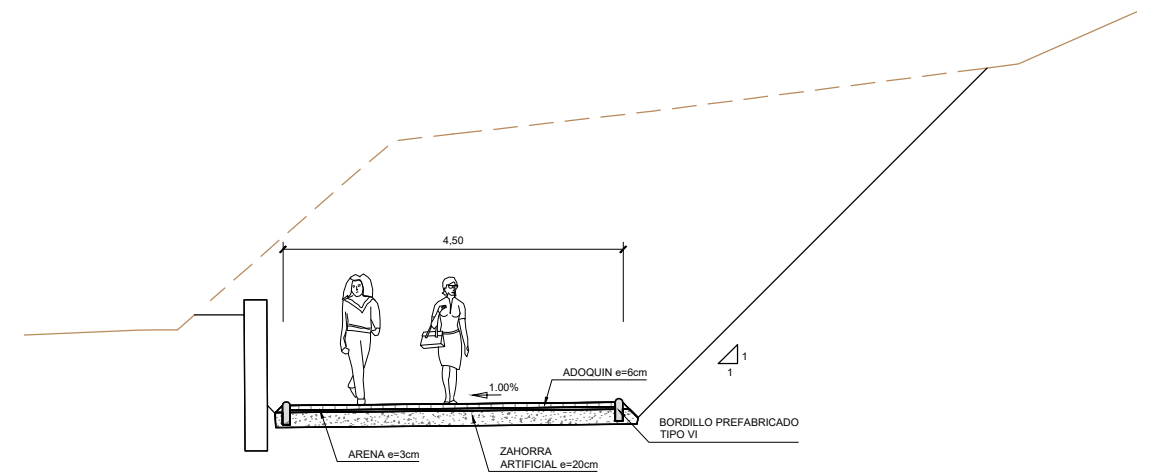 4,50
1
1
1.00%
ADOQUIN e=6cm
BORDILLO PREFABRICADO
TIPO VI
ARENA e=3cm
ZAHORRA
ARTIFICIAL e=20cm